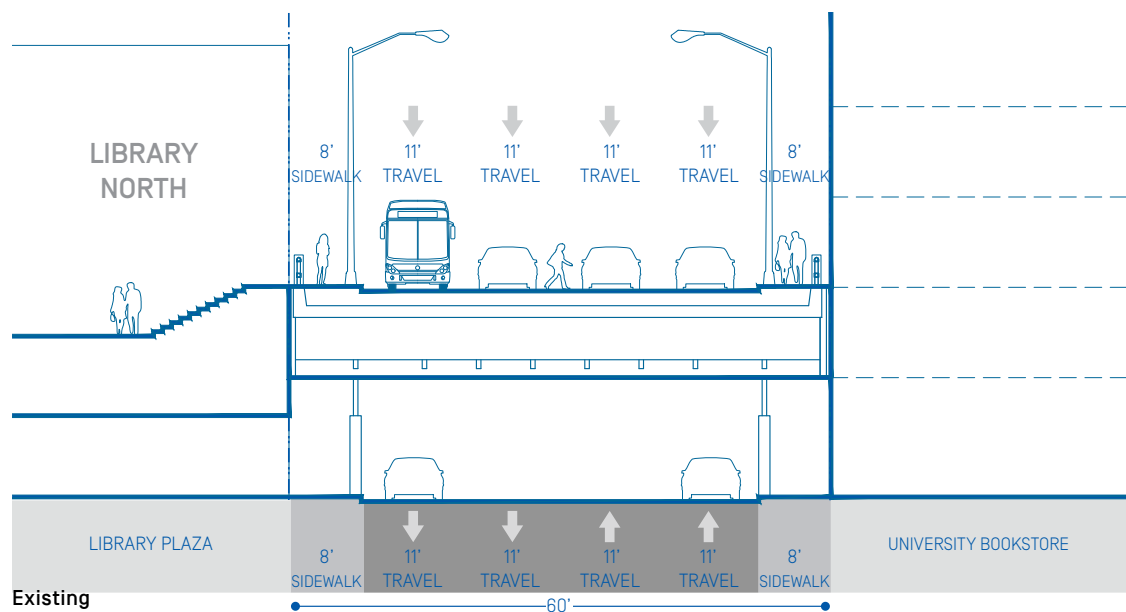 LIBRARY
NORTH
8' 11' 11' 11' 11' 8'
SIDEWALK TRAVEL TRAVEL TRAVEL TRAVEL SIDEWALK
LIBRARY PLAZA
8' 11' 11' 11' 11' 8'
SIDEWALK TRAVEL TRAVEL TRAVEL TRAVEL SIDEWALK
UNIVERSITY BOOKSTORE
Existing
60'